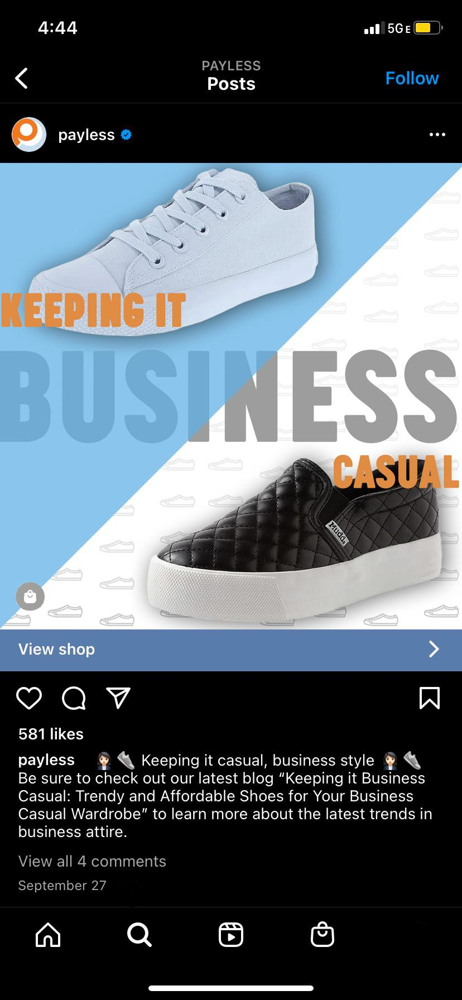 4:44
5GE
PAYLESS
Posts
Follow
payless
KEEPING IT
BUSINESS
CASUAL
Mudd
View shop
581 likes
payless 👩🏻‍💼 👟 Keeping it casual, business style 👩🏻‍💼 👟
Be sure to check out our latest blog “Keeping it Business
Casual: Trendy and Affordable Shoes for Your Business
Casual Wardrobe” to learn more about the latest trends in
business attire.
View all 4 comments
September 27